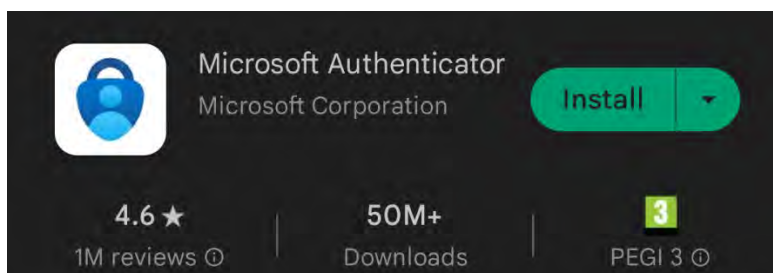 Microsoft Authenticator
Microsoft Corporation
Install
4.6 ★
50M+
3
1M reviews
Downloads
PEGI 3